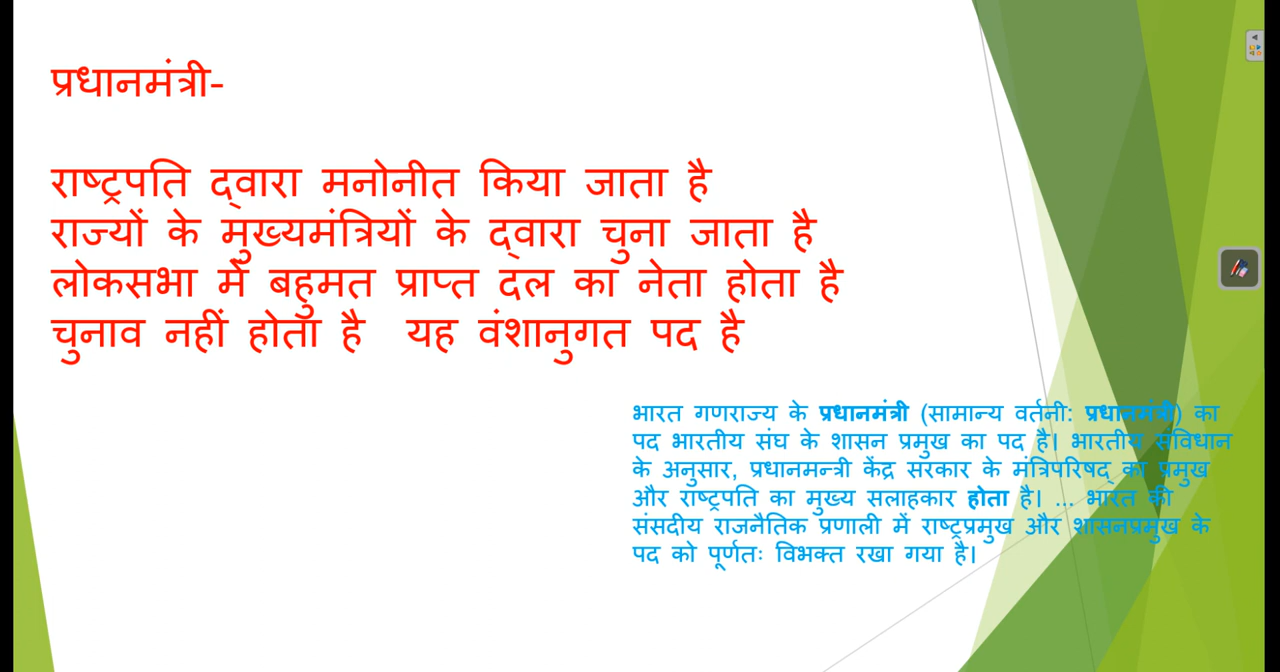 प्रधानमंत्री-
राष्ट्रपति द्वारा मनोनीत किया जाता है
राज्यों के मुख्यमंत्रियों के द्वारा चुना जाता है
लोकसभा में बहुमत प्राप्त दल का नेता होता है
चुनाव नहीं होता है यह वंशानुगत पद है
भारत गणराज्य के प्रधानमंत्री (सामान्य वर्तनी: प्रधानमंत्री) का
पद भारतीय संघ के शासन प्रमुख का पद है। भारतीय संविधान
के अनुसार, प्रधानमन्त्री केंद्र सरकार के मंत्रिपरिषद् का प्रमुख
और राष्ट्रपति का मुख्य सलाहकार होता है। ... भारत की
संसदीय राजनैतिक प्रणाली में राष्ट्रप्रमुख और शासनप्रमुख के
पद को पूर्णतः विभक्त रखा गया है।